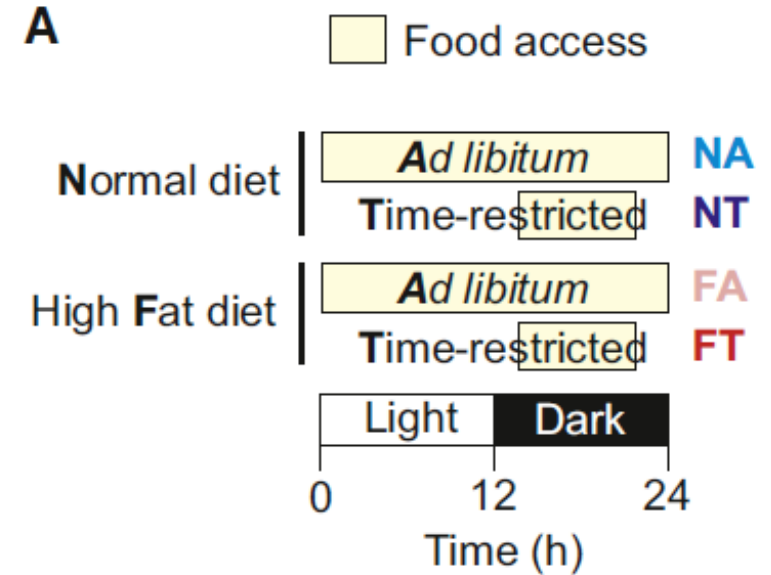 A
Food access
Normal diet
Ad libitum NA
Time-restricted NT
High Fat diet
Ad libitum FA
Time-restricted FT
Light Dark
0 12 24
Time (h)